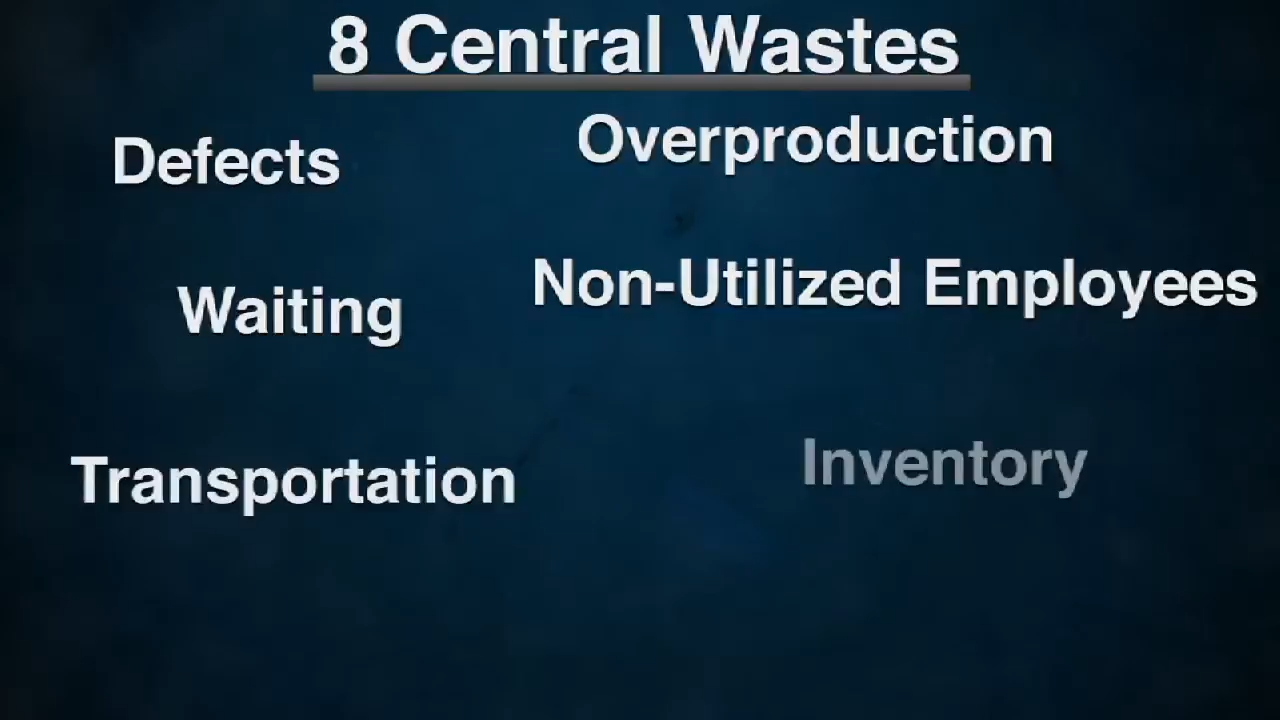 8 Central Wastes
Defects
Overproduction
Waiting
Non-Utilized Employees
Transportation
Inventory